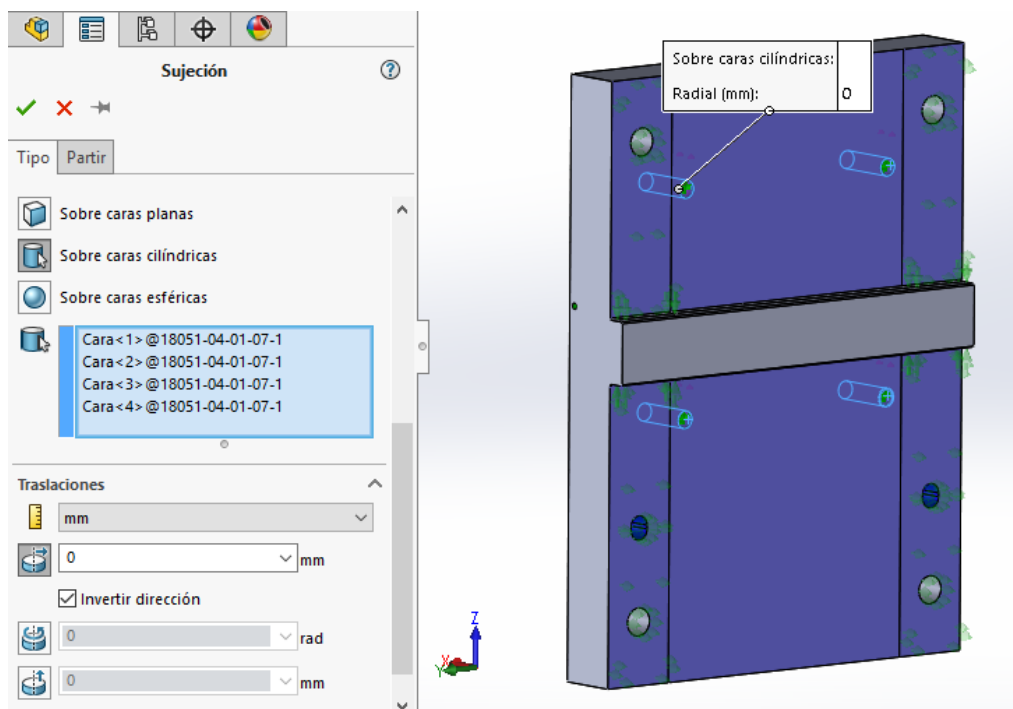 Sujeción
Tipo
Partir
Sobre caras planas
Sobre caras cilíndricas
Sobre caras esféricas
Cara<1>@18051-04-01-07-1
Cara<2>@18051-04-01-07-1
Cara<3>@18051-04-01-07-1
Cara<4>@18051-04-01-07-1
Traslaciones
mm
0 mm
Invertir dirección
0 rad
0 mm
Sobre caras cilíndricas:
Radial (mm): 0
Z
X
Y